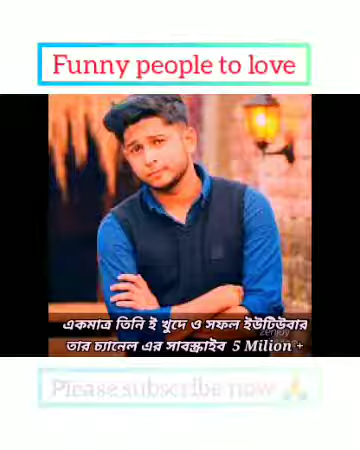 Funny people to love
একমাত্র তিনি ই খুদে ও সফল ইউটিউবার
তার চ্যানেল এর সাবস্ক্রাইব 5 Milion +
Please subscribe now 🙏